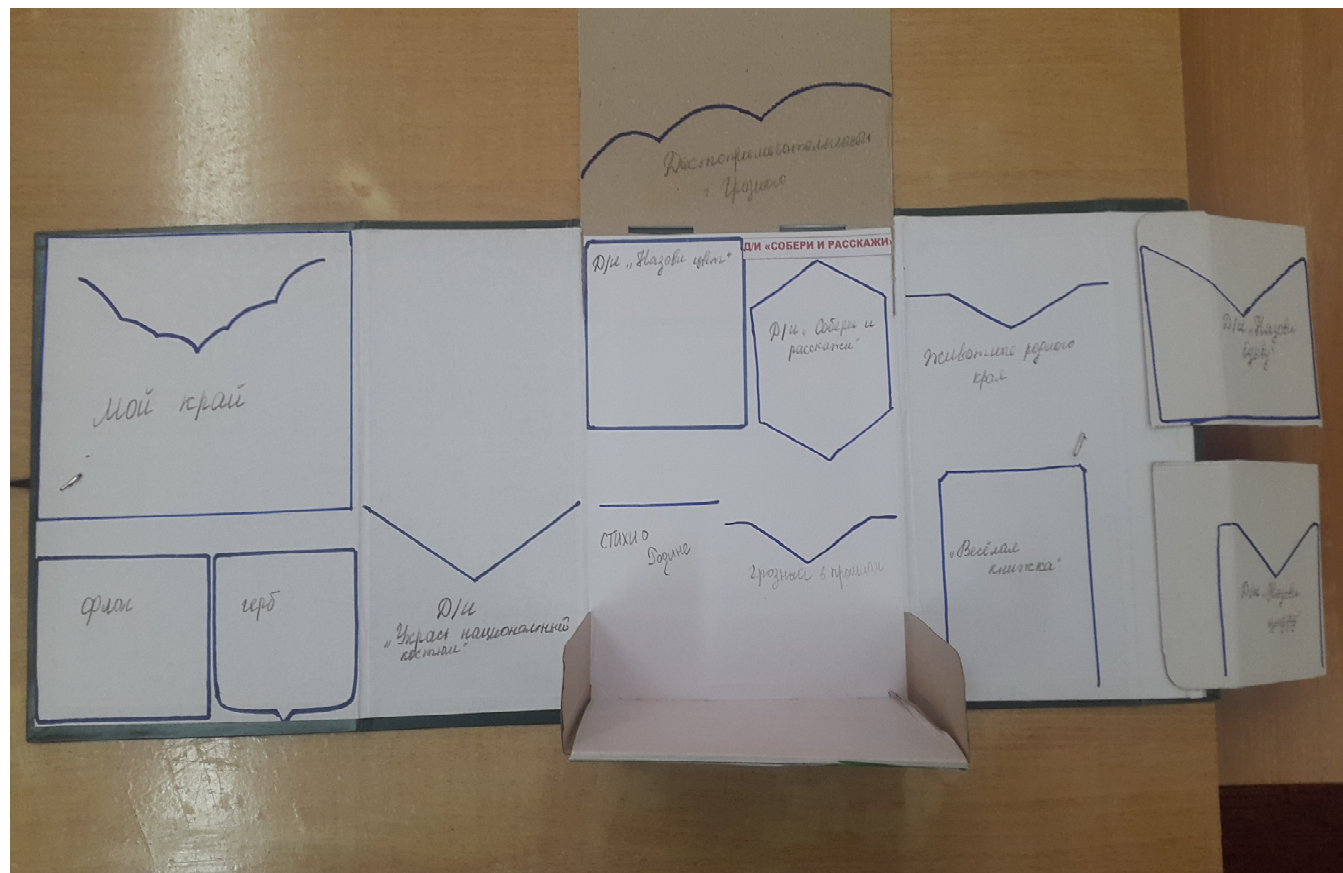 Достопримечательности
г. Грозного
Мой край
флаг
герб
Д/и
„Укрась национальный
костюм"
Д/и „Назови цвет"
Д/И «СОБЕРИ И РАССКАЖИ»
Д/и „Собери и
расскажи"
СТИХИ О
Родине
Грозный в прошлом
Животные родного
края
„Весёлая
книжка"
Д/и „Назови
букву"
Д/и „Назови